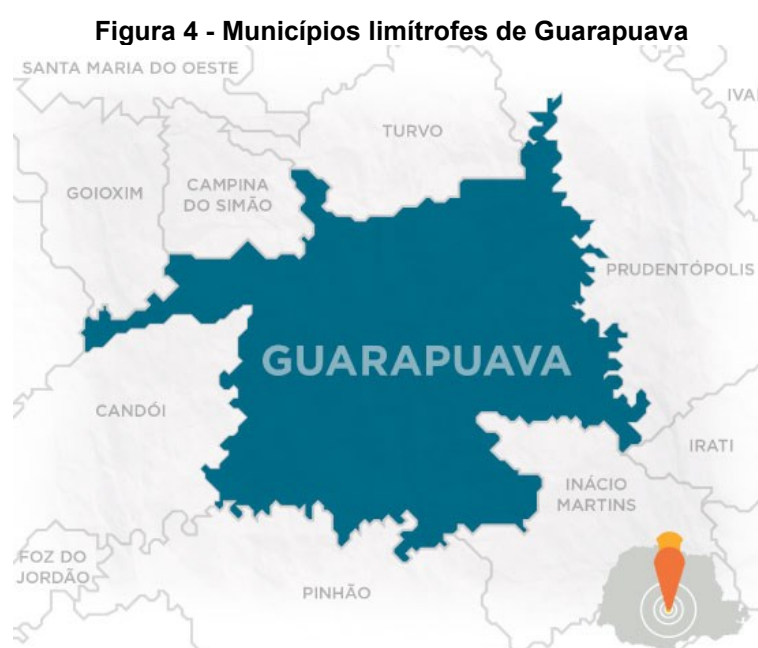 Figura 4 - Municípios limítrofes de Guarapuava
SANTA MARIA DO OESTE
IVAI
TURVO
GOIOXIM
CAMPINA
DO SIMÃO
PRUDENTÓPOLIS
GUARAPUAVA
CANDÓI
IRATI
INÁCIO
MARTINS
FOZ DO
JORDÃO
PINHÃO